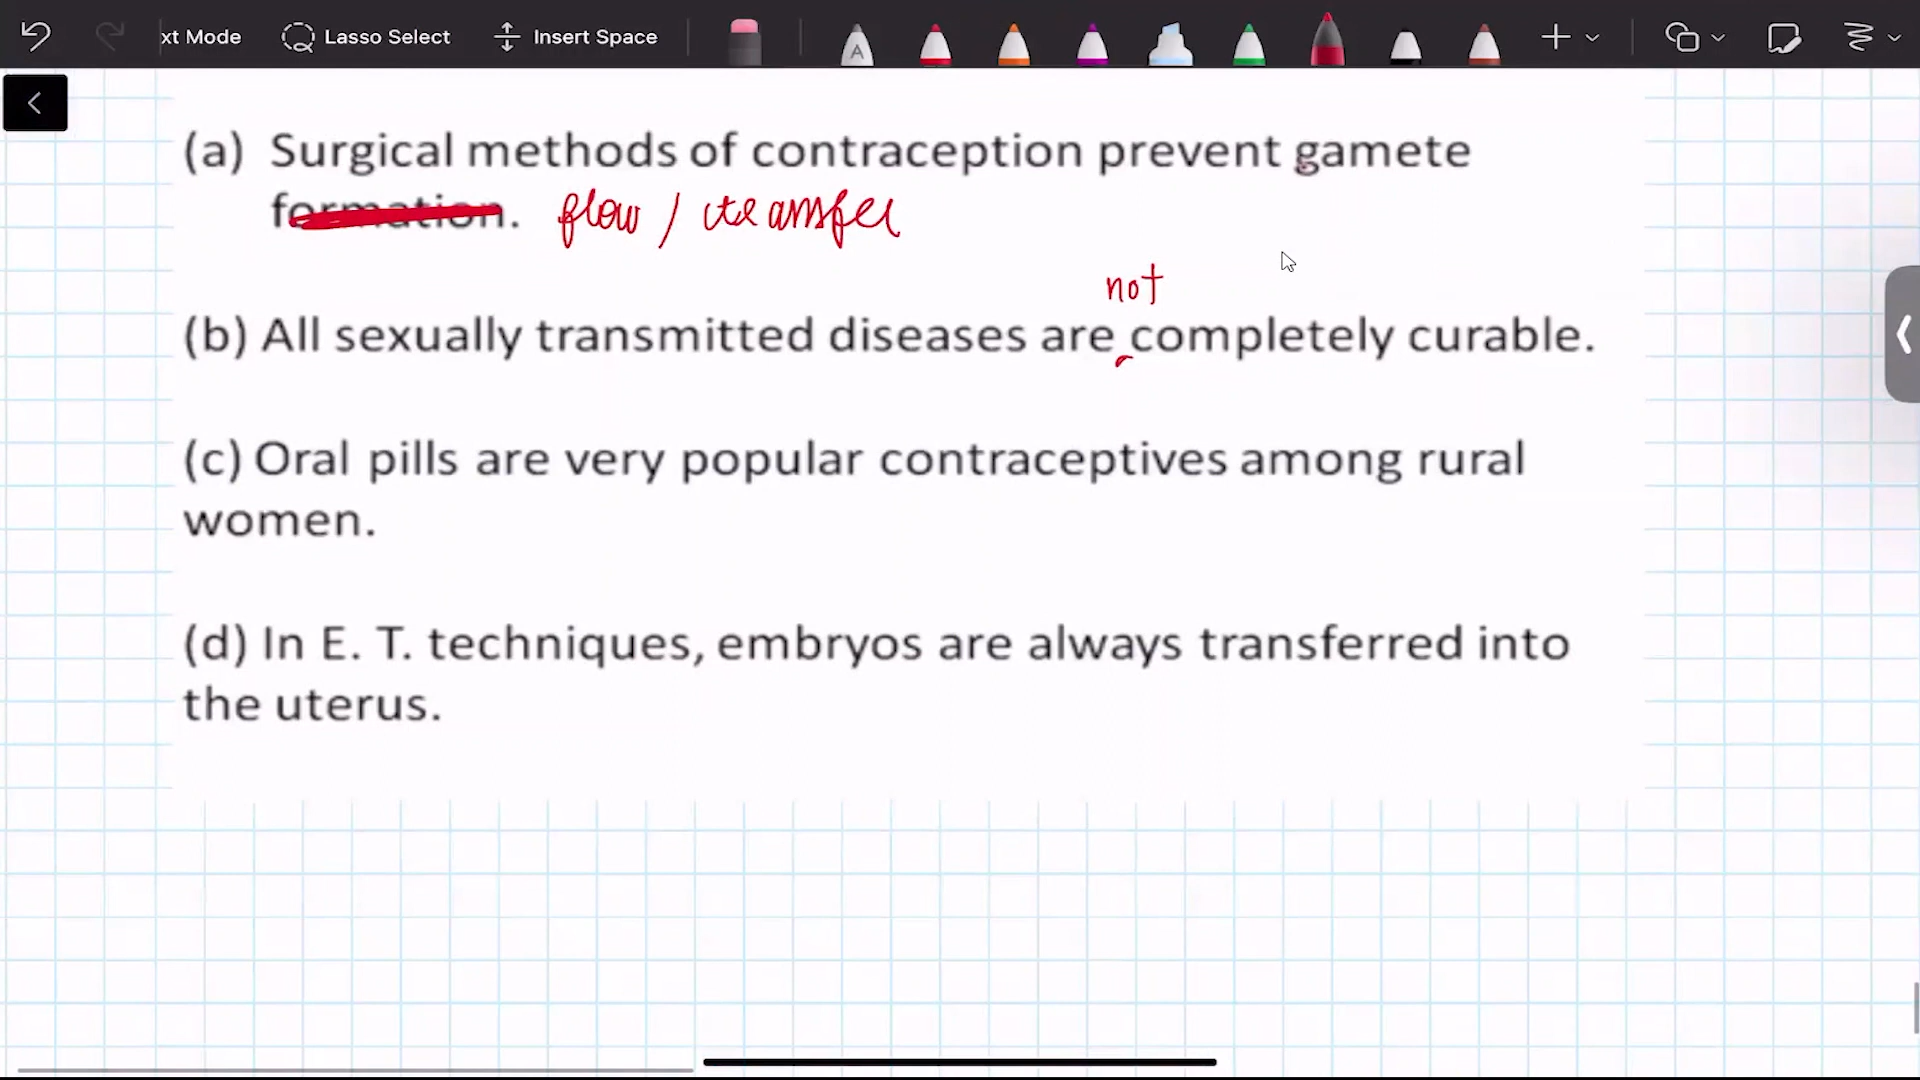 xt Mode Lasso Select Insert Space
A
(a) Surgical methods of contraception prevent gamete
formation. flow / transfer
not
(b) All sexually transmitted diseases are completely curable.
(c) Oral pills are very popular contraceptives among rural
women.
(d) In E. T. techniques, embryos are always transferred into
the uterus.